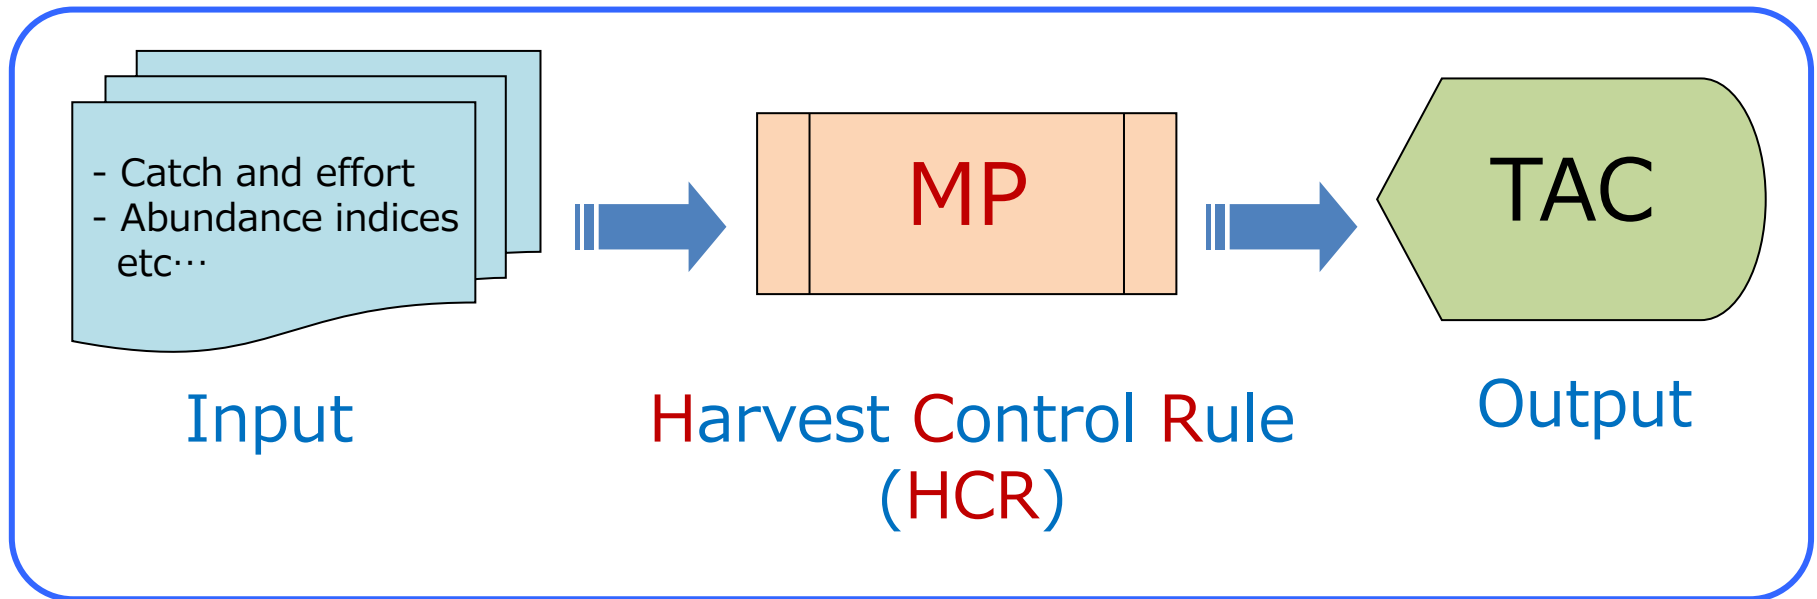 - Catch and effort
- Abundance indices
etc…
MP
TAC
Input
Harvest Control Rule
(HCR)
Output